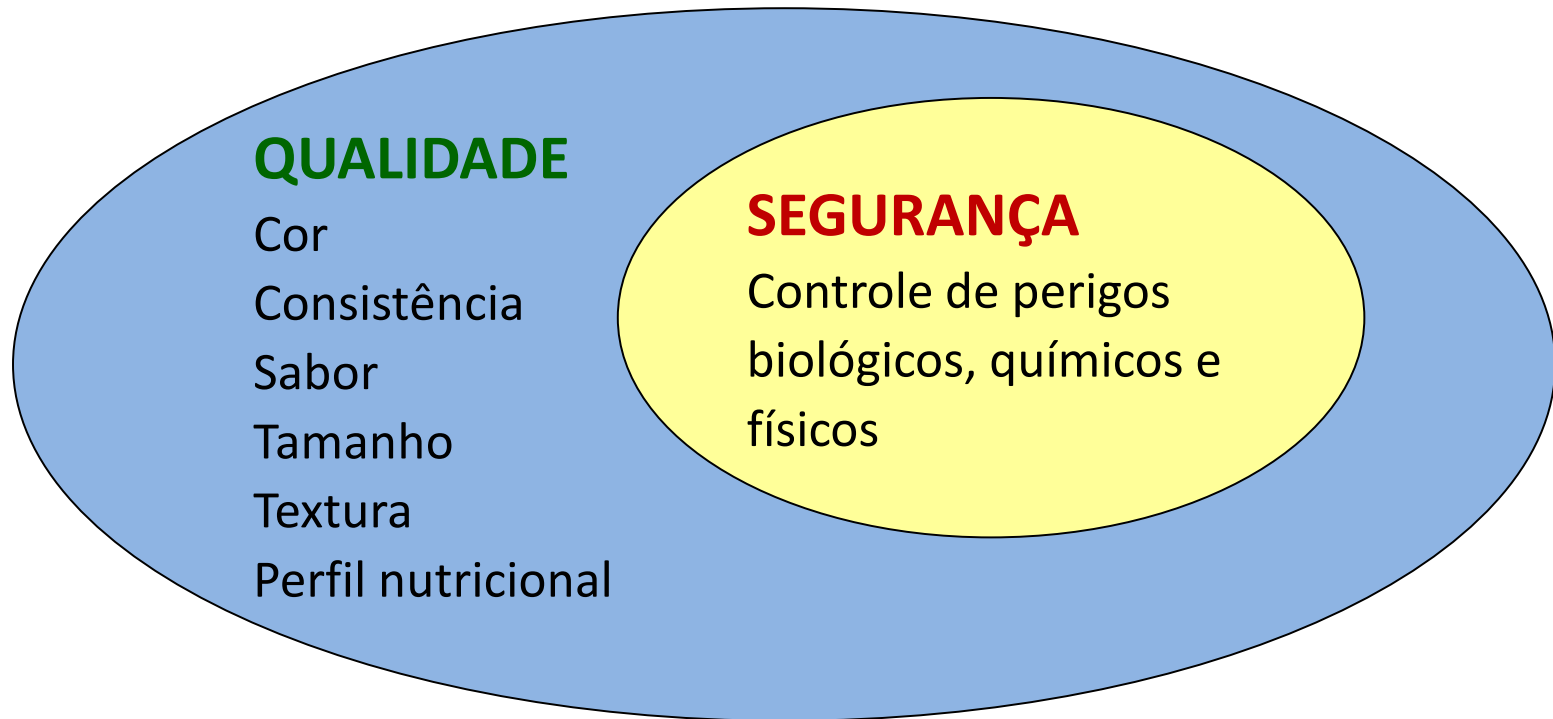 QUALIDADE
Cor
Consistência
Sabor
Tamanho
Textura
Perfil nutricional
SEGURANÇA
Controle de perigos
biológicos, químicos e
físicos